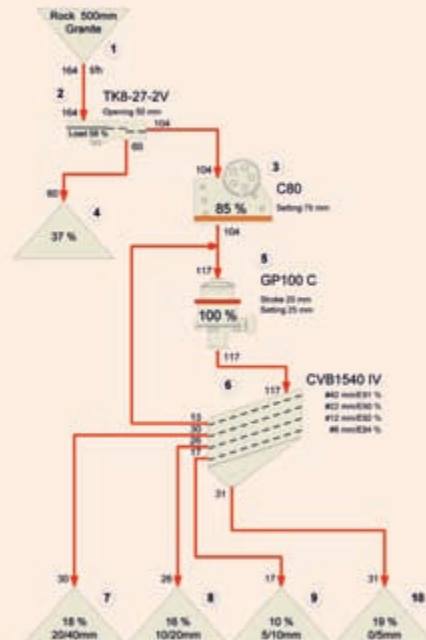 Rock 500mm
Granite
1
164 t/h
2
TK8-27-2V
Opening 50 mm
164
104
Load 58 %
60
3
104
C80
Setting 70 mm
85 %
60
4
37 %
104
5
117
GP100 C
Stroke 25 mm
Setting 25 mm
100 %
117
6
CVB1540 IV
117
#40 mm/E91 %
#22 mm/E90 %
#12 mm/E92 %
#6 mm/E84 %
13
30
26
17
31
30
7
26
8
17
9
31
10
18 %
20/40mm
16 %
10/20mm
10 %
5/10mm
19 %
0/5mm